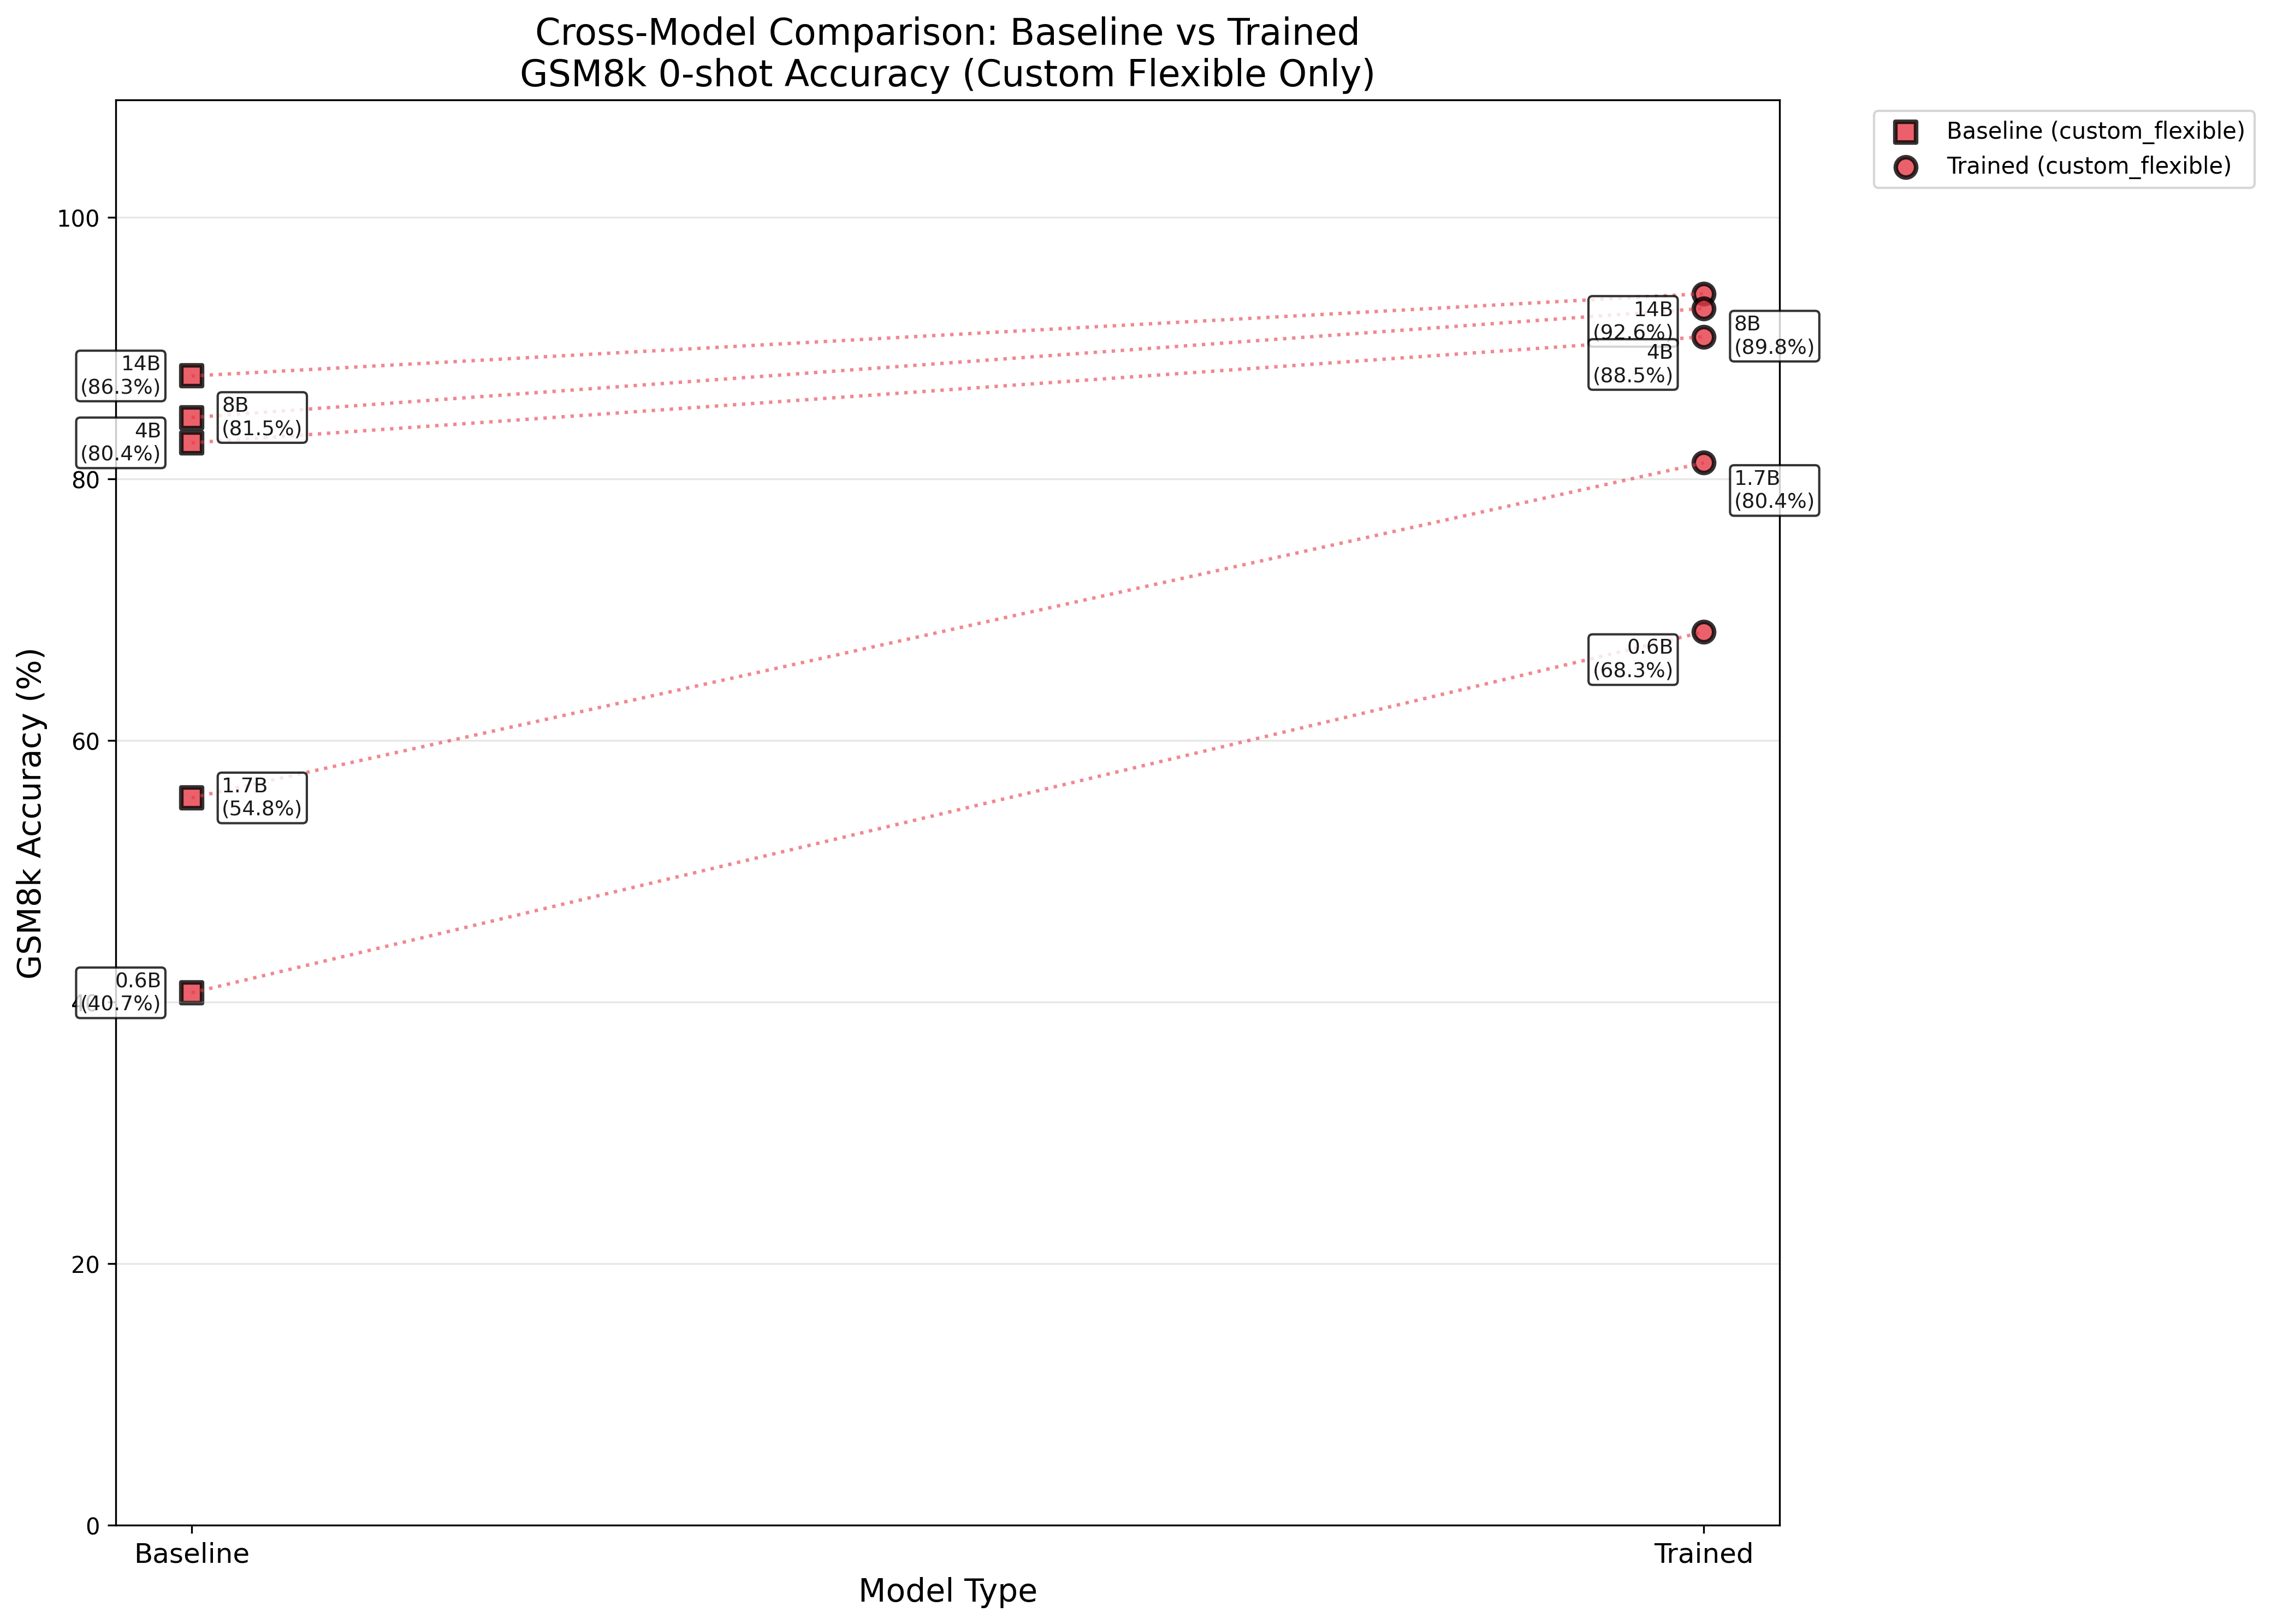 Cross-Model Comparison: Baseline vs Trained
GSM8k 0-shot Accuracy (Custom Flexible Only)
Baseline (custom_flexible)
Trained (custom_flexible)
GSM8k Accuracy (%)
100
80
60
20
0
14B
(86.3%)
8B
(81.5%)
4B
(80.4%)
1.7B
(54.8%)
0.6B
(40.7%)
14B
(92.6%)
8B
(89.8%)
4B
(88.5%)
1.7B
(80.4%)
0.6B
(68.3%)
Baseline
Trained
Model Type